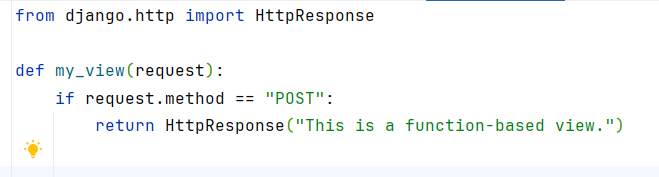 from django.http import HttpResponse

def my_view(request):
    if request.method == "POST":
        return HttpResponse("This is a function-based view.")